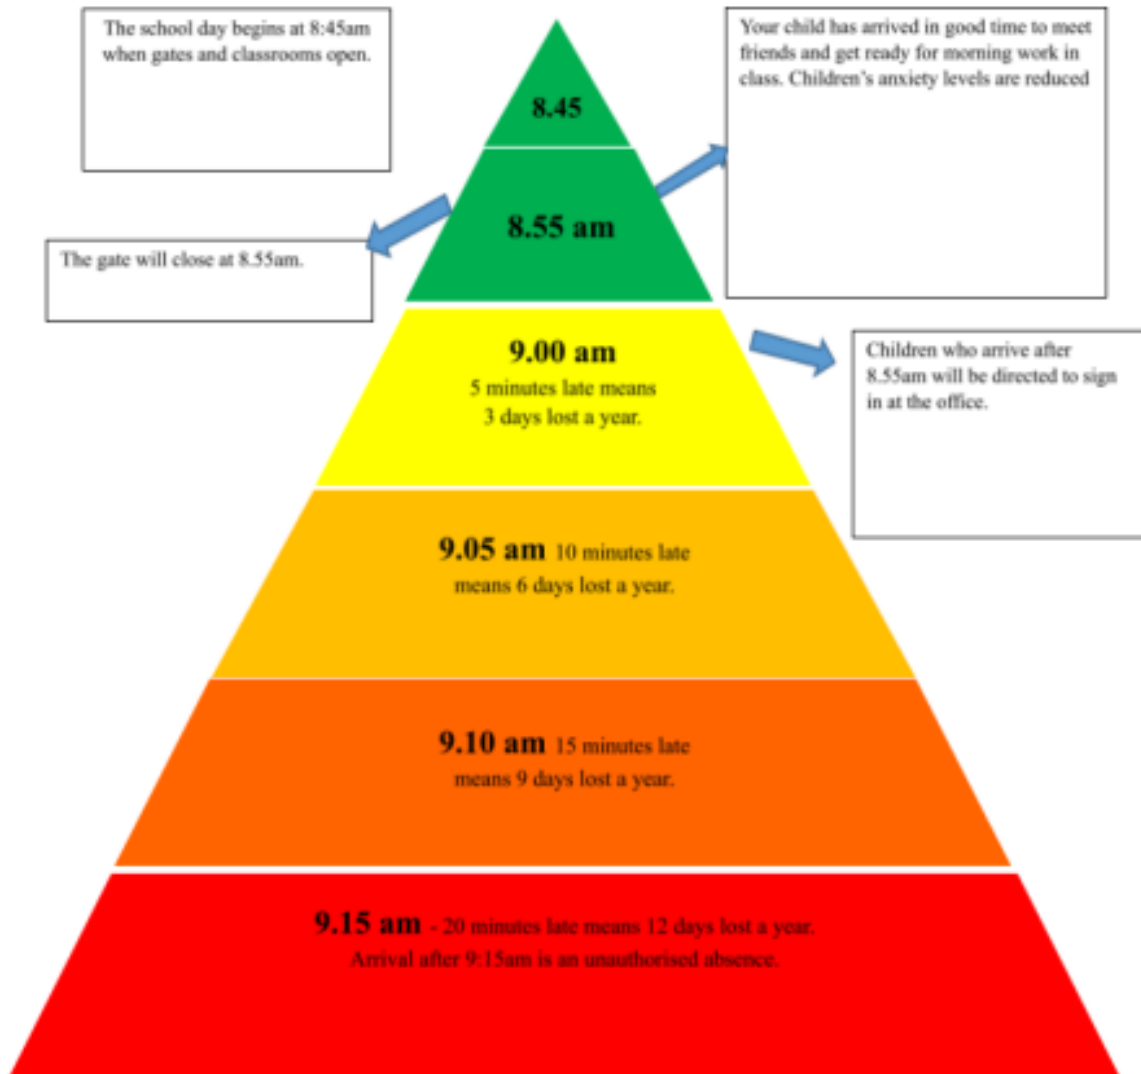 The school day begins at 8:45am
when gates and classrooms open.
Your child has arrived in good time to meet
friends and get ready for morning work in
class. Children's anxiety levels are reduced
8.45
8.55 am
The gate will close at 8.55am.
9.00 am
5 minutes late means
3 days lost a year.
Children who arrive after
8.55am will be directed to sign
in at the office.
9.05 am 10 minutes late
means 6 days lost a year.
9.10 am 15 minutes late
means 9 days lost a year.
9.15 am - 20 minutes late means 12 days lost a year.
Arrival after 9:15am is an unauthorised absence.